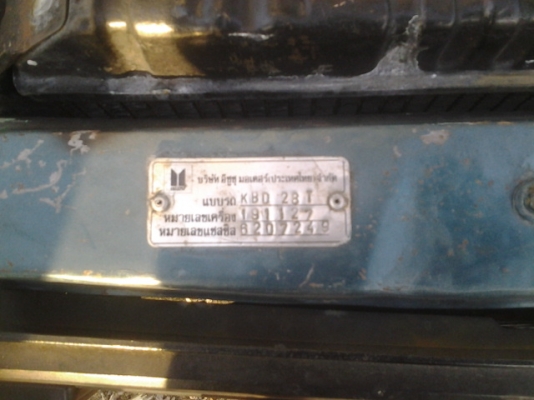 บริษัท อีซูซุ มอเตอร์(ประเทศไทย)จำกัด
แบบรถ KBD 28T
หมายเลขเครื่อง 191127
หมายเลขแชสซีส 8207249